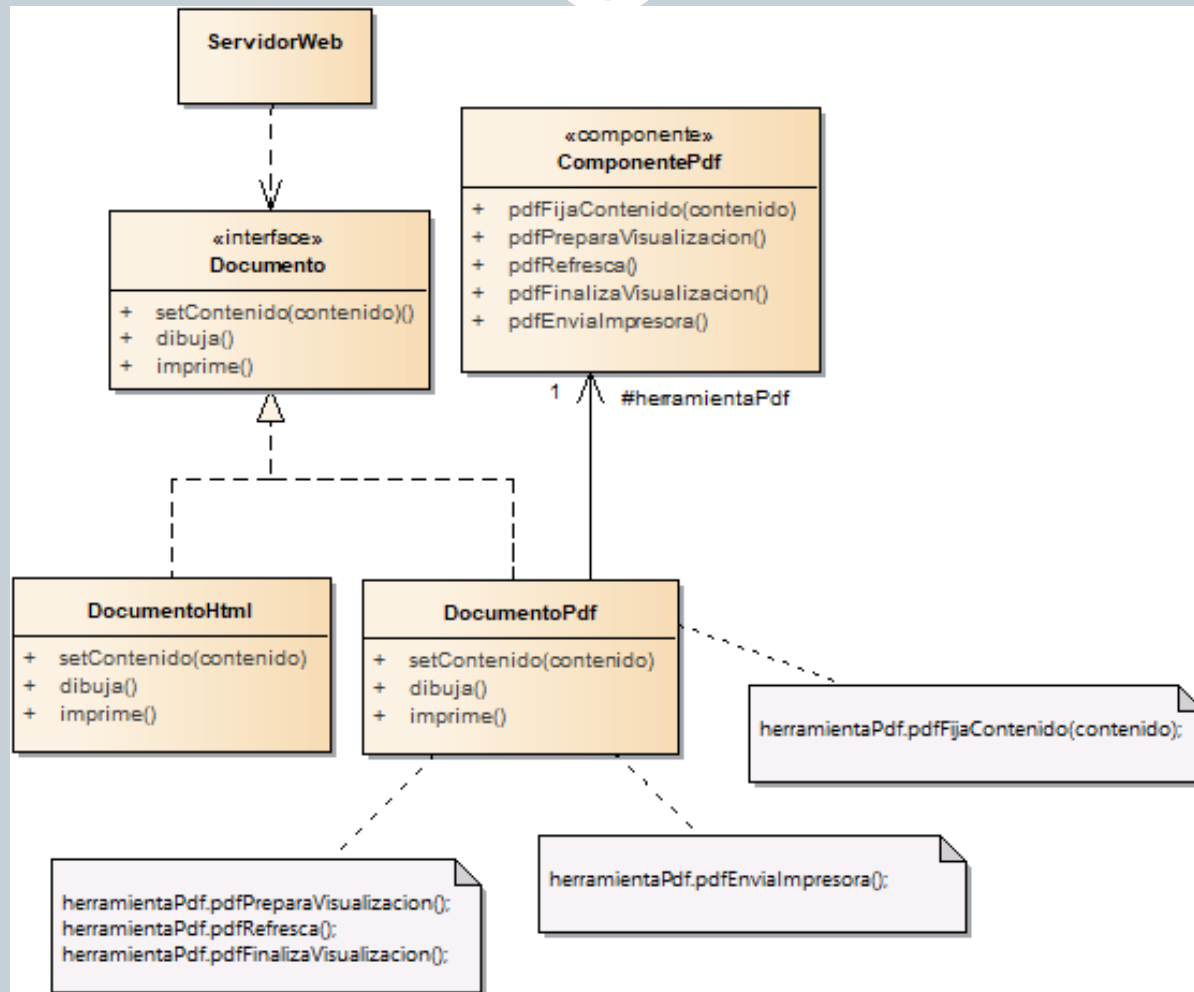 ServidorWeb
«componente»
ComponentePdf
+ pdfFijaContenido(contenido)
+ pdfPreparaVisualizacion()
+ pdfRefresca()
+ pdfFinalizaVisualizacion()
+ pdfEnviaImpresora()
«interface»
Documento
+ setContenido(contenido)()
+ dibuja()
+ imprime()
1 #herramientaPdf
DocumentoHtml
+ setContenido(contenido)
+ dibuja()
+ imprime()
DocumentoPdf
+ setContenido(contenido)
+ dibuja()
+ imprime()
herramientaPdf.pdfFijaContenido(contenido);
herramientaPdf.pdfEnviaImpresora();
herramientaPdf.pdfPreparaVisualizacion();
herramientaPdf.pdfRefresca();
herramientaPdf.pdfFinalizaVisualizacion();